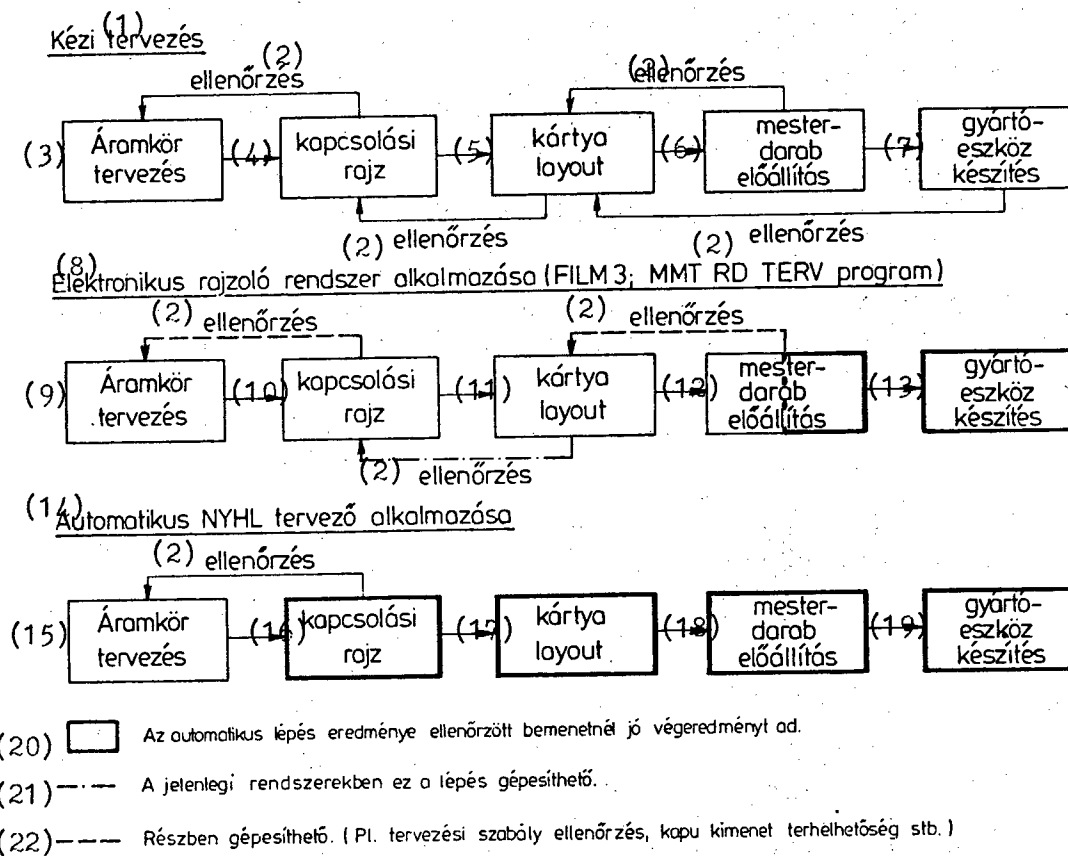 (1)
Kézi tervezés
(2) ellenőrzés
(2) ellenőrzés
(3) Áramkör tervezés
(4) kapcsolási rajz
(5) kártya layout
(6) mester-darab előállítás
(7) gyártó-eszköz készítés
(2) ellenőrzés
(2) ellenőrzés
(8)
Elektronikus rajzoló rendszer alkalmazása (FILM 3; MMT RD TERV program)
(2) ellenőrzés
(2) ellenőrzés
(9) Áramkör tervezés
(10) kapcsolási rajz
(11) kártya layout
(12) mester-darab előállítás
(13) gyártó-eszköz készítés
(2) ellenőrzés
(14)
Automatikus NYHL tervező alkalmazása
(2) ellenőrzés
(15) Áramkör tervezés
(16) kapcsolási rajz
(17) kártya layout
(18) mester-darab előállítás
(19) gyártó-eszköz készítés
(20) Az automatikus lépés eredménye ellenőrzött bemenetnél jó végeredményt ad.
(21) A jelenlegi rendszerekben ez a lépés gépesíthető.
(22) Részben gépesíthető. (Pl. tervezési szabály ellenőrzés, kapu kimenet terhelhetőség stb.)